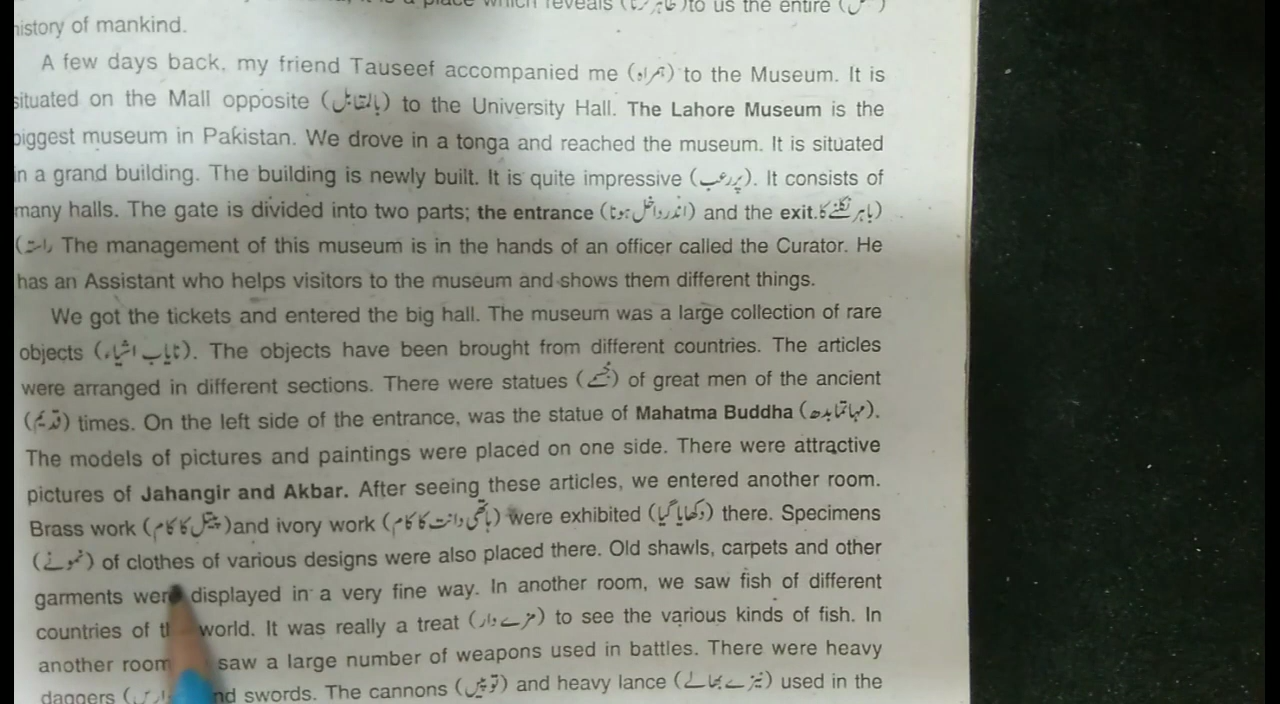 is a place which reveals (ظاہر کرنا) to us the entire
history of mankind.
A few days back, my friend Tauseef accompanied me (ہمراہ) to the Museum. It is
situated on the Mall opposite (بالمقابل) to the University Hall. The Lahore Museum is the
biggest museum in Pakistan. We drove in a tonga and reached the museum. It is situated
in a grand building. The building is newly built. It is quite impressive (پررعب). It consists of
many halls. The gate is divided into two parts; the entrance (اندر داخل ہونا) and the exit. (باہر نکلنے کا
راستہ) The management of this museum is in the hands of an officer called the Curator. He
has an Assistant who helps visitors to the museum and shows them different things.
We got the tickets and entered the big hall. The museum was a large collection of rare
objects (نایاب اشیاء). The objects have been brought from different countries. The articles
were arranged in different sections. There were statues (مجسمے) of great men of the ancient
(قدیم) times. On the left side of the entrance, was the statue of Mahatma Buddha (مہاتما بدھ).
The models of pictures and paintings were placed on one side. There were attractive
pictures of Jahangir and Akbar. After seeing these articles, we entered another room.
Brass work (پیتل کا کام) and ivory work (ہاتھی دانت کا کام) were exhibited (دکھایا گیا) there. Specimens
(نمونے) of clothes of various designs were also placed there. Old shawls, carpets and other
garments were displayed in a very fine way. In another room, we saw fish of different
countries of the world. It was really a treat (مزے دار) to see the various kinds of fish. In
another room saw a large number of weapons used in battles. There were heavy
daggers and swords. The cannons (توپیں) and heavy lance (نیزے بھالے) used in the